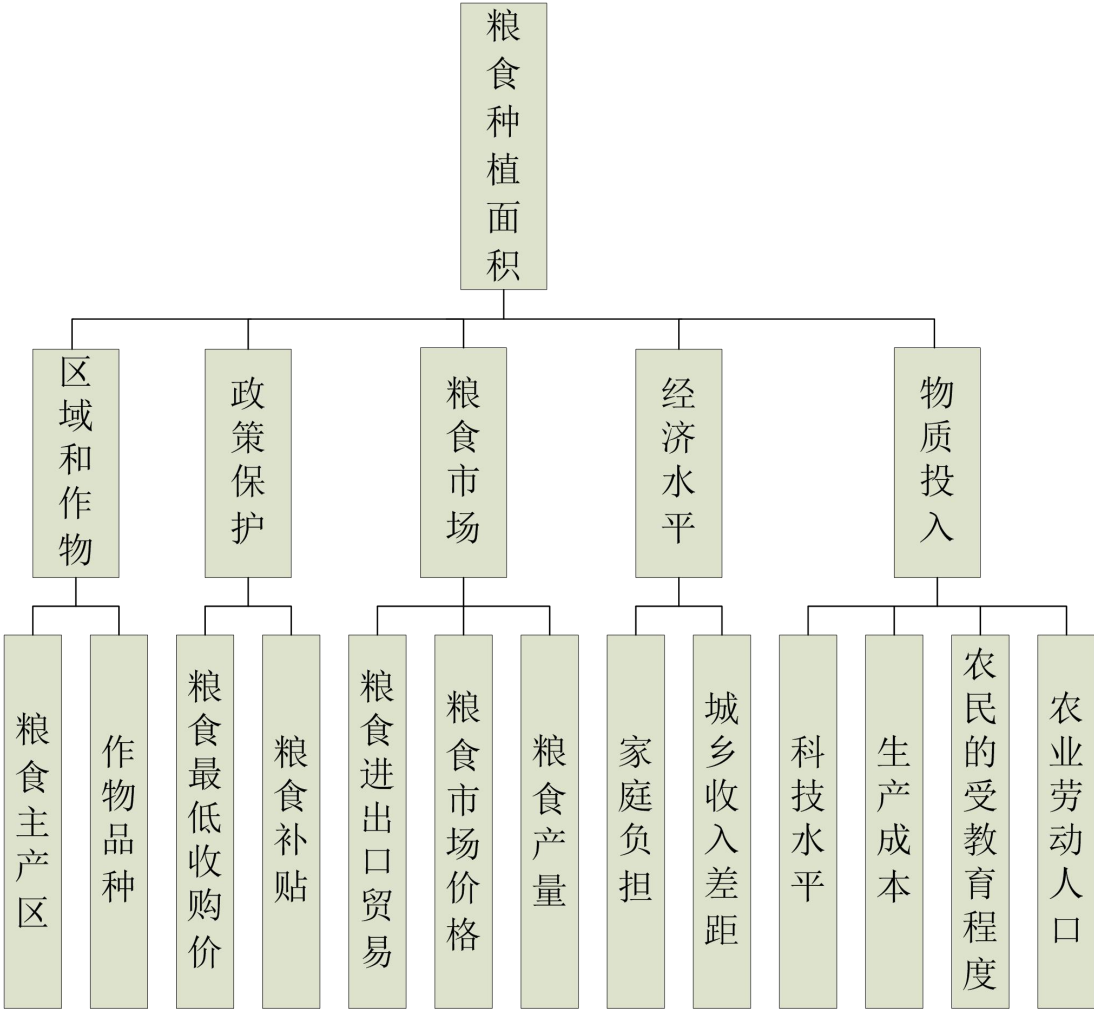 粮食种植面积
区域和作物
政策保护
粮食市场
经济水平
物质投入
粮食主产区
作物品种
粮食最低收购价
粮食补贴
粮食进出口贸易
粮食市场价格
粮食产量
家庭负担
城乡收入差距
科技水平
生产成本
农民的受教育程度
农业劳动人口